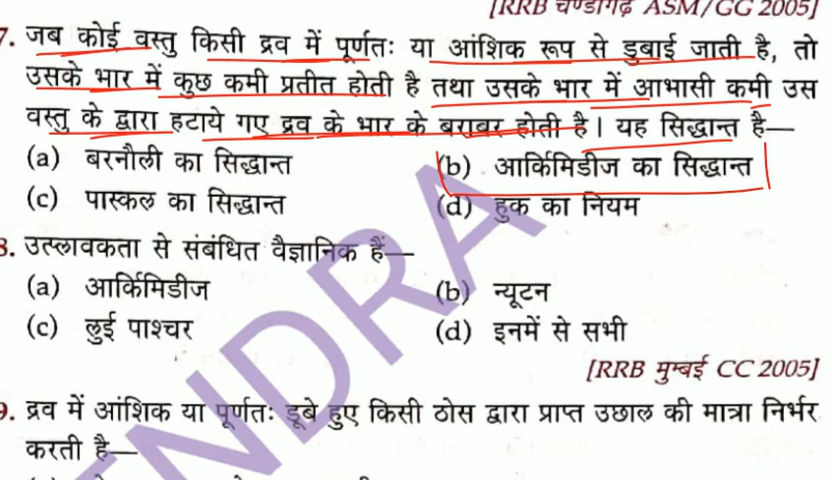 [RRB चण्डीगढ़ ASM/GG 2005]
7. जब कोई वस्तु किसी द्रव में पूर्णतः या आंशिक रूप से डुबाई जाती है, तो
उसके भार में कुछ कमी प्रतीत होती है तथा उसके भार में आभासी कमी उस
वस्तु के द्वारा हटाये गए द्रव के भार के बराबर होती है। यह सिद्धान्त है—
(a) बरनौली का सिद्धान्त (b) आर्किमिडीज का सिद्धान्त
(c) पास्कल का सिद्धान्त (d) हुक का नियम
8. उत्प्लावकता से संबंधित वैज्ञानिक हैं—
(a) आर्किमिडीज (b) न्यूटन
(c) लुई पाश्चर (d) इनमें से सभी
[RRB मुम्बई CC 2005]
9. द्रव में आंशिक या पूर्णतः डूबे हुए किसी ठोस द्वारा प्राप्त उछाल की मात्रा निर्भर
करती है—
NDRA